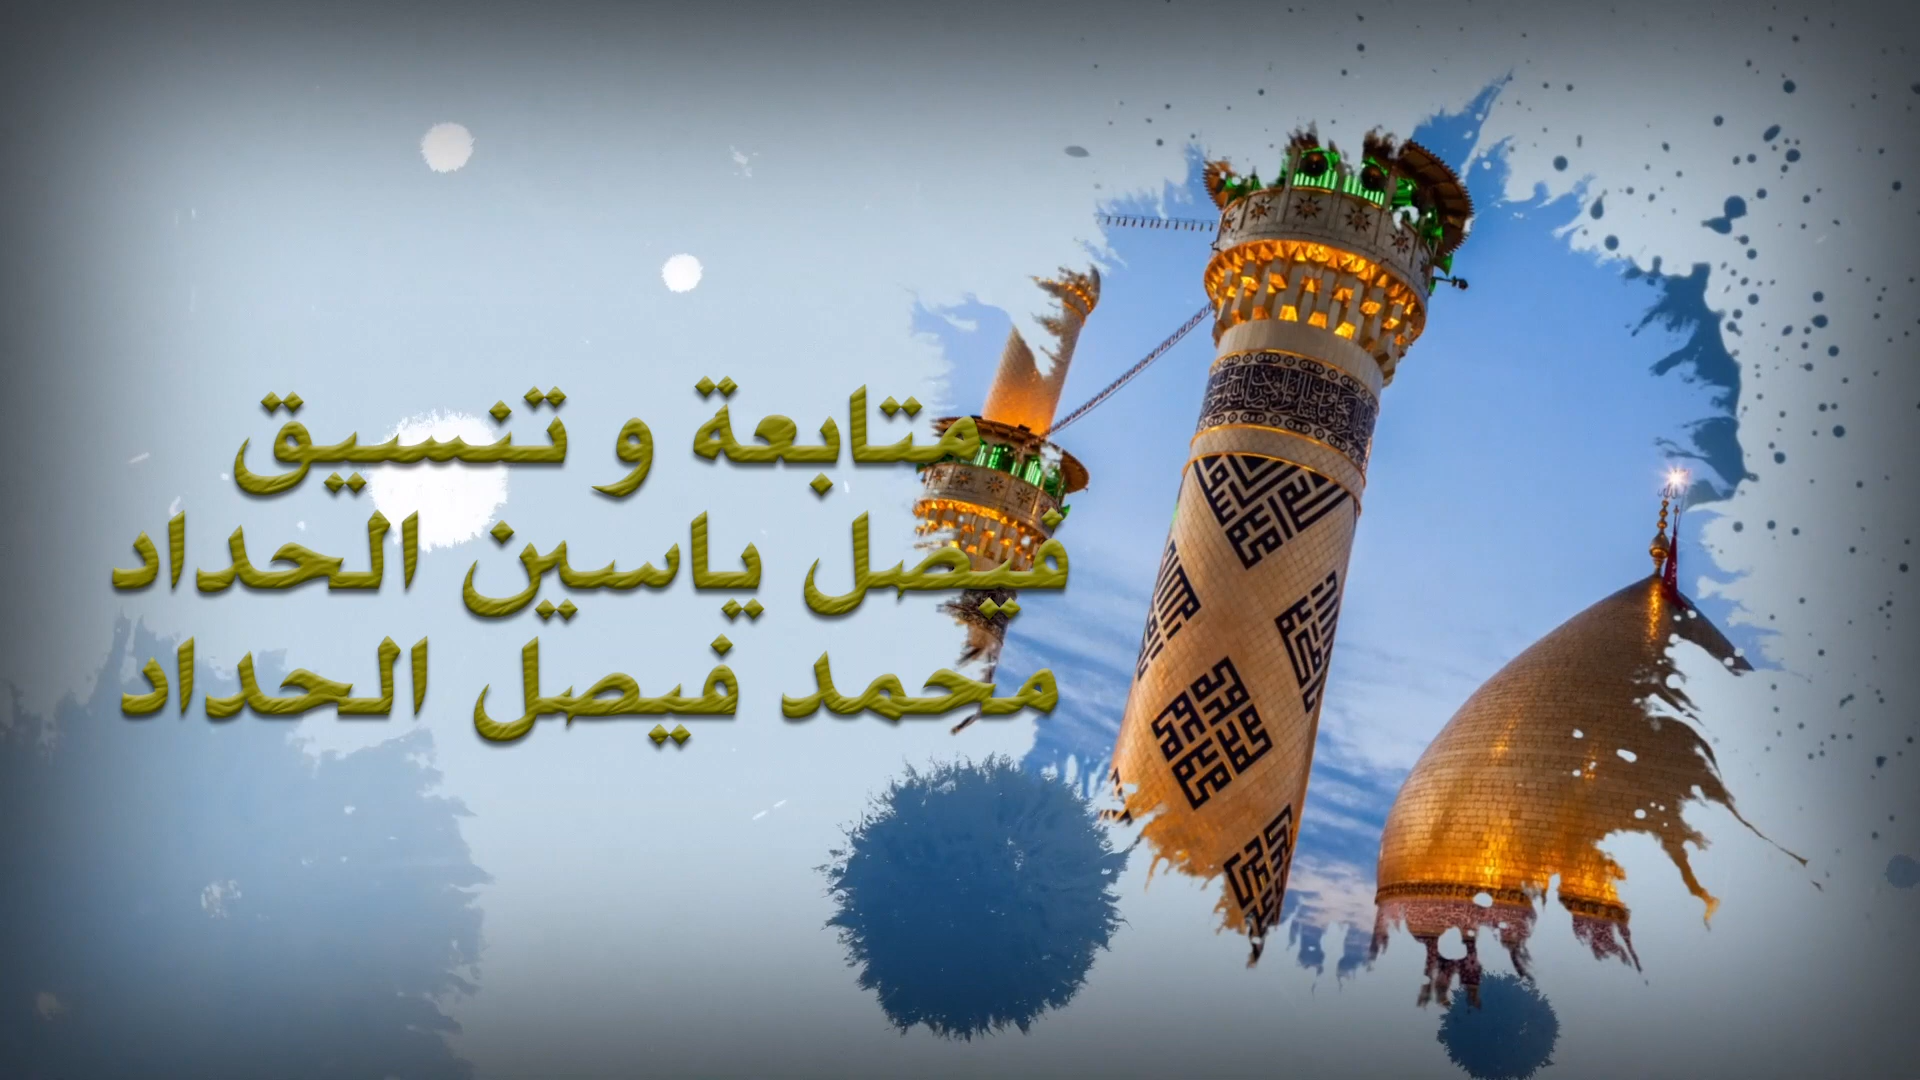 متابعة و تنسيق
فيصل ياسين الحداد
محمد فيصل الحداد